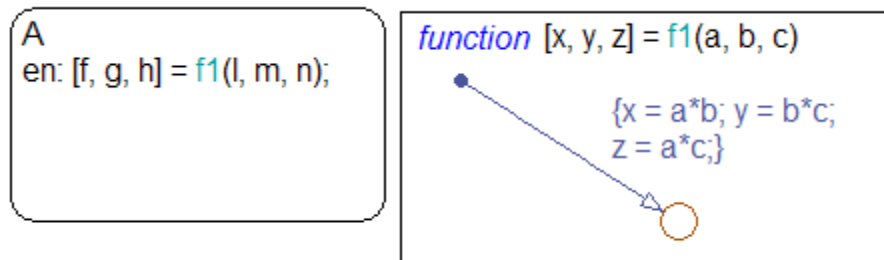 A
en: [f, g, h] = f1(l, m, n);
function [x, y, z] = f1(a, b, c)
{x = a*b; y = b*c;
z = a*c;}